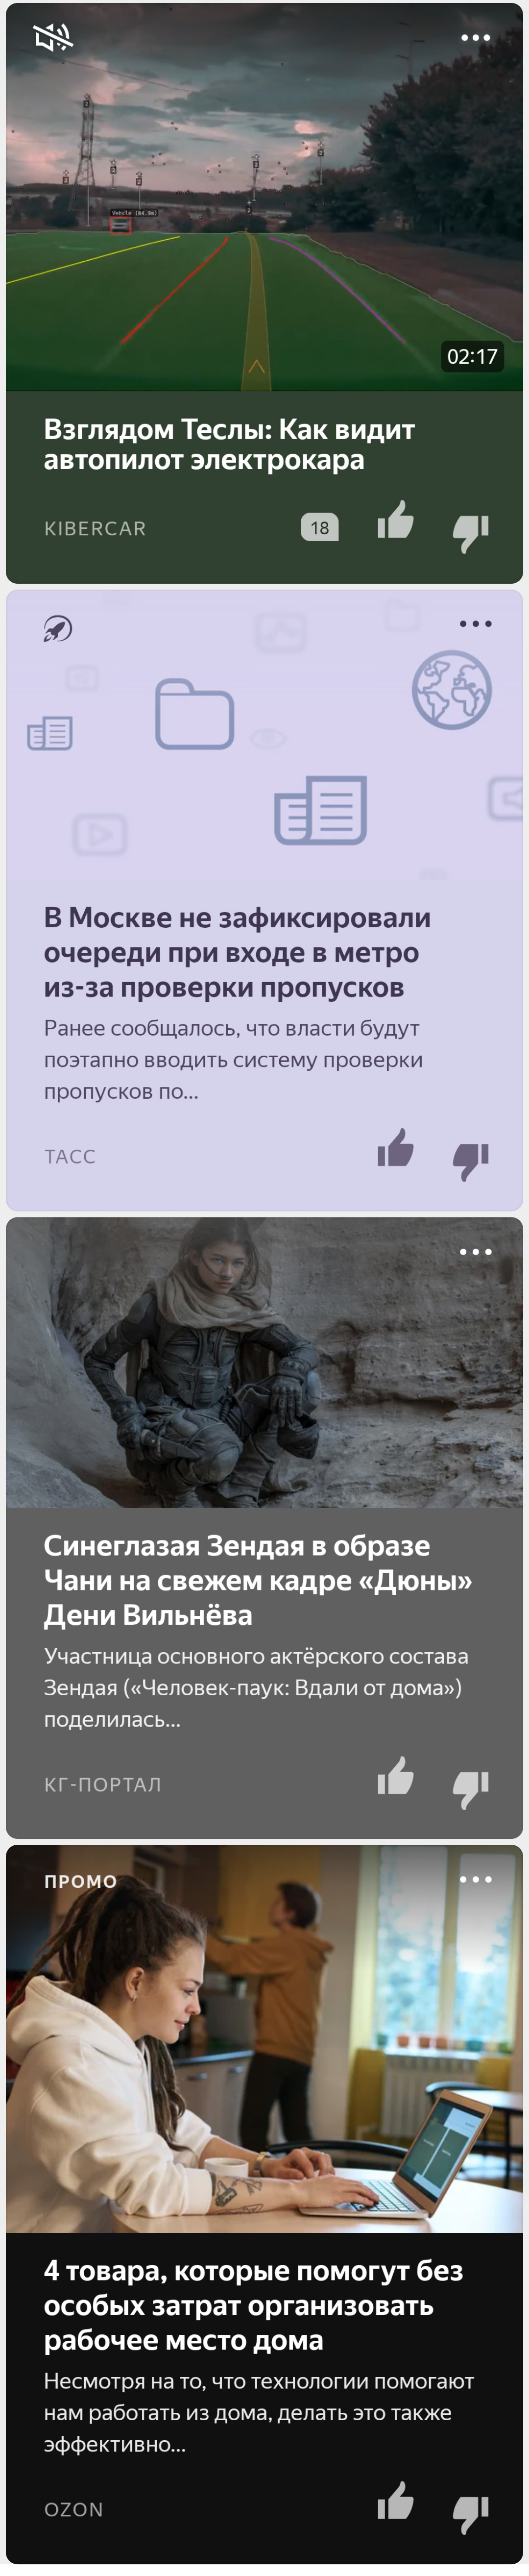 Vehicle
02:17
Взглядом Теслы: Как видит
автопилот электрокара
KIBERCAR
18
В Москве не зафиксировали
очереди при входе в метро
из-за проверки пропусков
Ранее сообщалось, что власти будут
поэтапно вводить систему проверки
пропусков по...
ТАСС
Синеглазая Зендая в образе
Чани на свежем кадре «Дюны»
Дени Вильнёва
Участница основного актёрского состава
Зендая («Человек-паук: Вдали от дома»)
поделилась...
КГ-ПОРТАЛ
ПРОМО
4 товара, которые помогут без
особых затрат организовать
рабочее место дома
Несмотря на то, что технологии помогают
нам работать из дома, делать это также
эффективно...
OZON